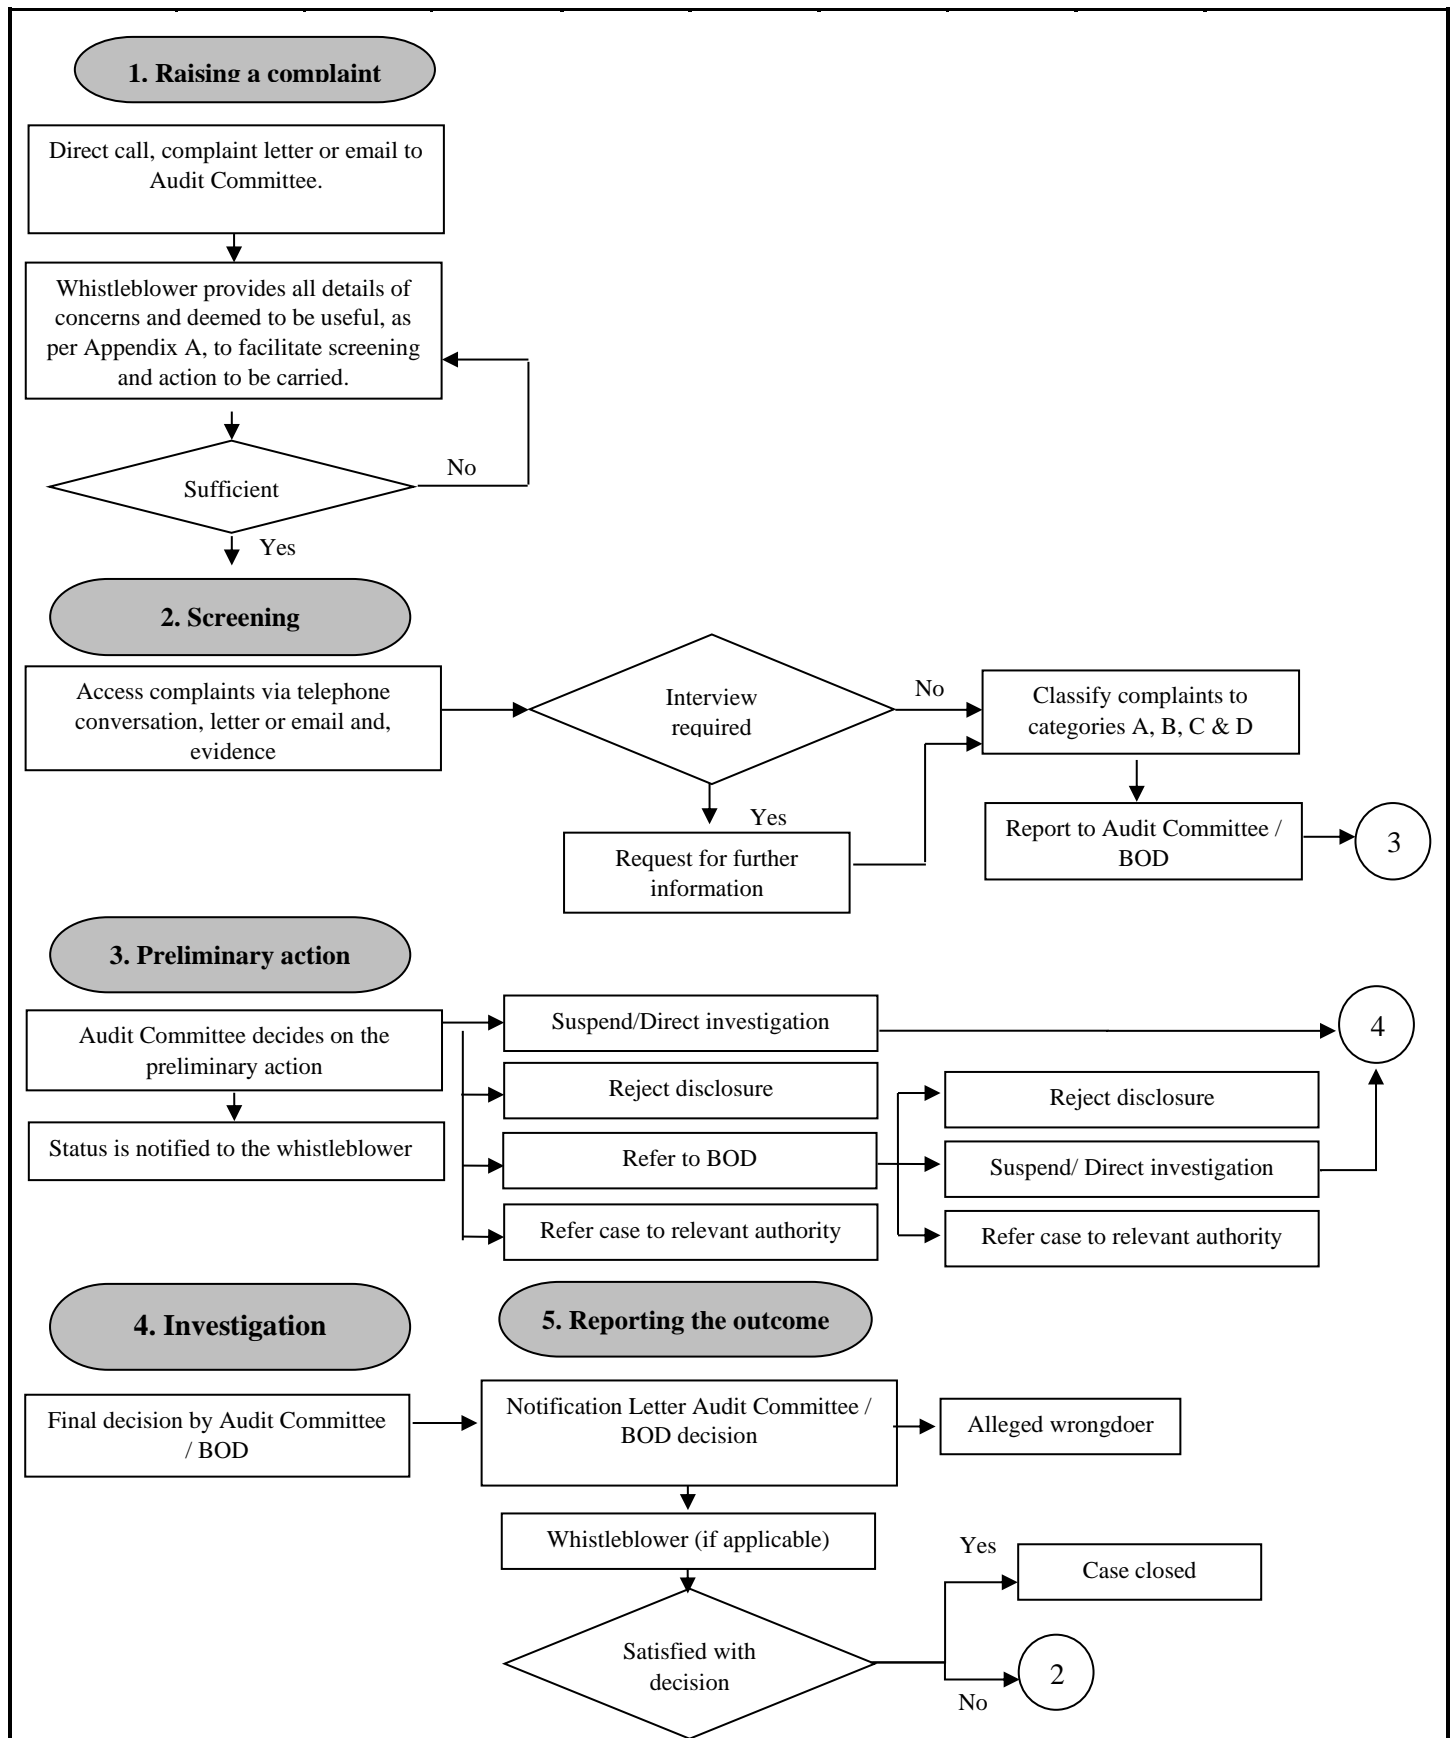 1. Raising a complaint
Direct call, complaint letter or email to
Audit Committee.
Whistleblower provides all details of
concerns and deemed to be useful, as
per Appendix A, to facilitate screening
and action to be carried.
No
Sufficient
Yes
2. Screening
Access complaints via telephone
conversation, letter or email and,
evidence
Interview
required
No
Classify complaints to
categories A, B, C & D
Yes
Request for further
information
Report to Audit Committee /
BOD
3
3. Preliminary action
Audit Committee decides on the
preliminary action
Status is notified to the whistleblower
Suspend/Direct investigation
4
Reject disclosure
Refer to BOD
Refer case to relevant authority
Reject disclosure
Suspend/ Direct investigation
Refer case to relevant authority
4. Investigation
5. Reporting the outcome
Final decision by Audit Committee
/ BOD
Notification Letter Audit Committee /
BOD decision
Alleged wrongdoer
Whistleblower (if applicable)
Satisfied with
decision
Yes
Case closed
No
2